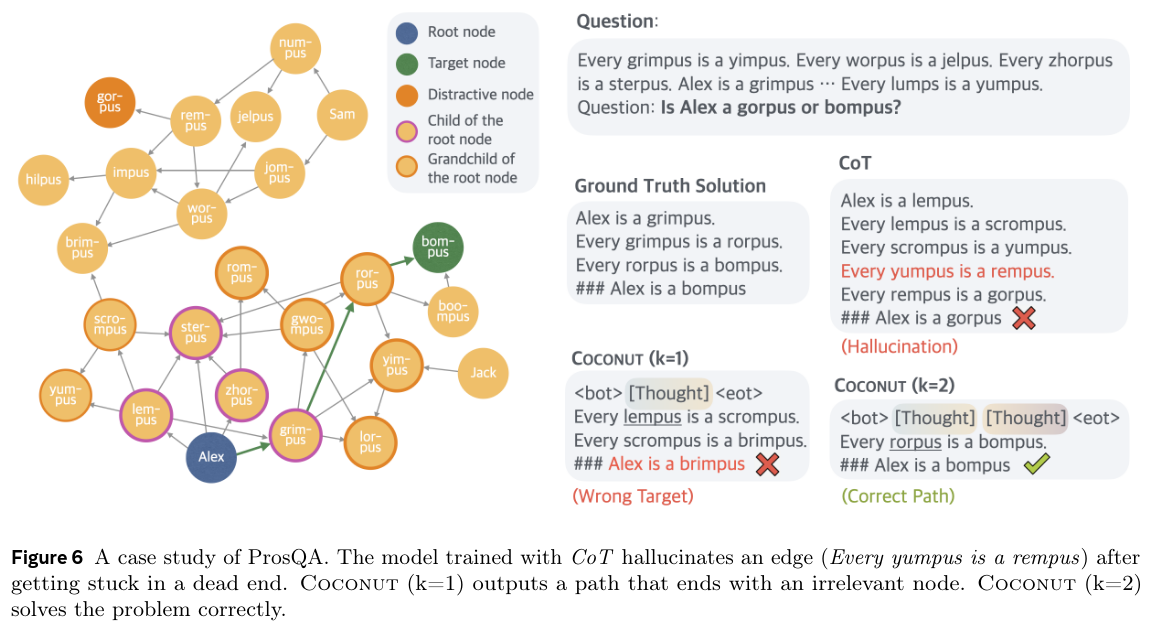 num-
pus
gor-
pus
rem-
pus
jelpus
Sam
hilpus
impus
jom-
pus
wor-
pus
brim-
pus
bom-
pus
rom-
pus
ror-
pus
boo-
mpus
scro-
mpus
ster-
pus
gwo-
mpus
yim-
pus
Jack
yum-
pus
lem-
pus
zhor-
pus
grim-
pus
lor-
pus
Alex
Root node
Target node
Distractive node
Child of the
root node
Grandchild of
the root node
Question:
Every grimpus is a yimpus. Every worpus is a jelpus. Every zhorpus
is a sterpus. Alex is a grimpus ··· Every lumps is a yumpus.
Question: Is Alex a gorpus or bompus?
Ground Truth Solution
Alex is a grimpus.
Every grimpus is a rorpus.
Every rorpus is a bompus.
### Alex is a bompus
CoT
Alex is a lempus.
Every lempus is a scrompus.
Every scrompus is a yumpus.
Every yumpus is a rempus.
Every rempus is a gorpus.
### Alex is a gorpus
(Hallucination)
COCONUT (k=1)
<bot> [Thought] <eot>
Every lempus is a scrompus.
Every scrompus is a brimpus.
### Alex is a brimpus
(Wrong Target)
COCONUT (k=2)
<bot> [Thought] [Thought] <eot>
Every rorpus is a bompus.
### Alex is a bompus
(Correct Path)
Figure 6 A case study of ProsQA. The model trained with CoT hallucinates an edge (Every yumpus is a rempus) after
getting stuck in a dead end. COCONUT (k=1) outputs a path that ends with an irrelevant node. COCONUT (k=2)
solves the problem correctly.